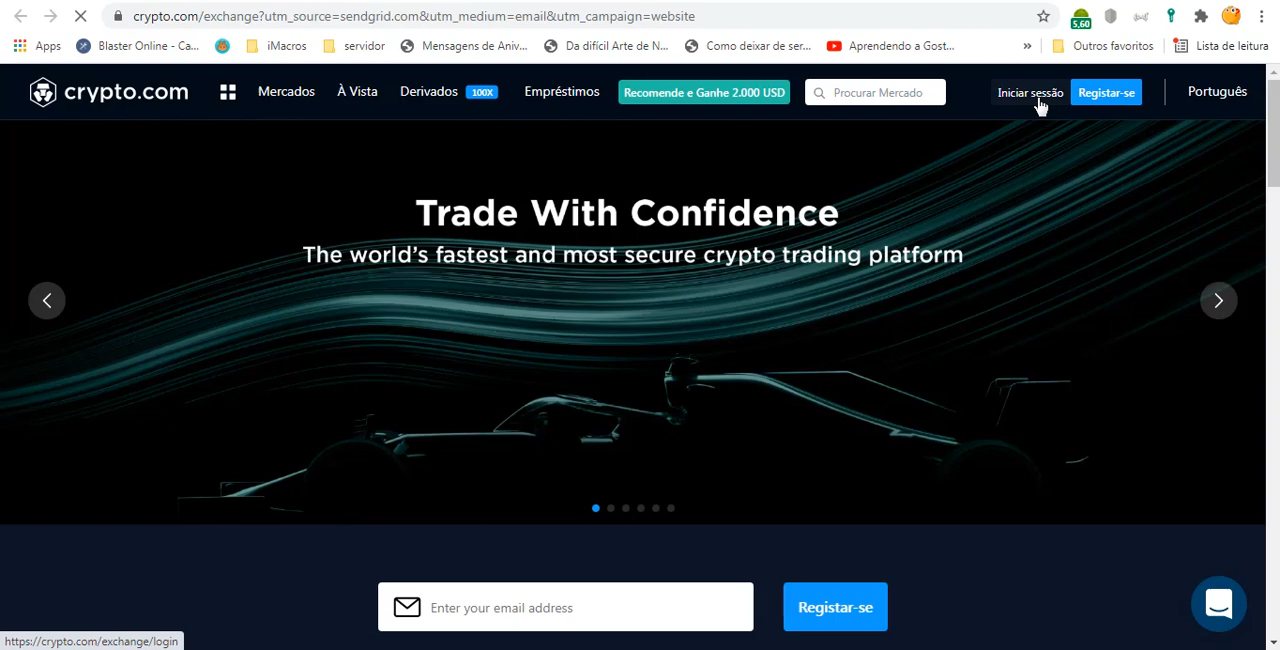 crypto.com/exchange?utm_source=sendgrid.com&utm_medium=email&utm_campaign=website
5,60
Apps Blaster Online - Ca... iMacros servidor Mensagens de Aniv... Da difícil Arte de N... Como deixar de ser... Aprendendo a Gost... » Outros favoritos Lista de leitura
crypto.com Mercados À Vista Derivados 100X Empréstimos Recomende e Ganhe 2.000 USD Procurar Mercado Iniciar sessão Registar-se Português
Trade With Confidence
The world's fastest and most secure crypto trading platform
Enter your email address Registar-se
https://crypto.com/exchange/login